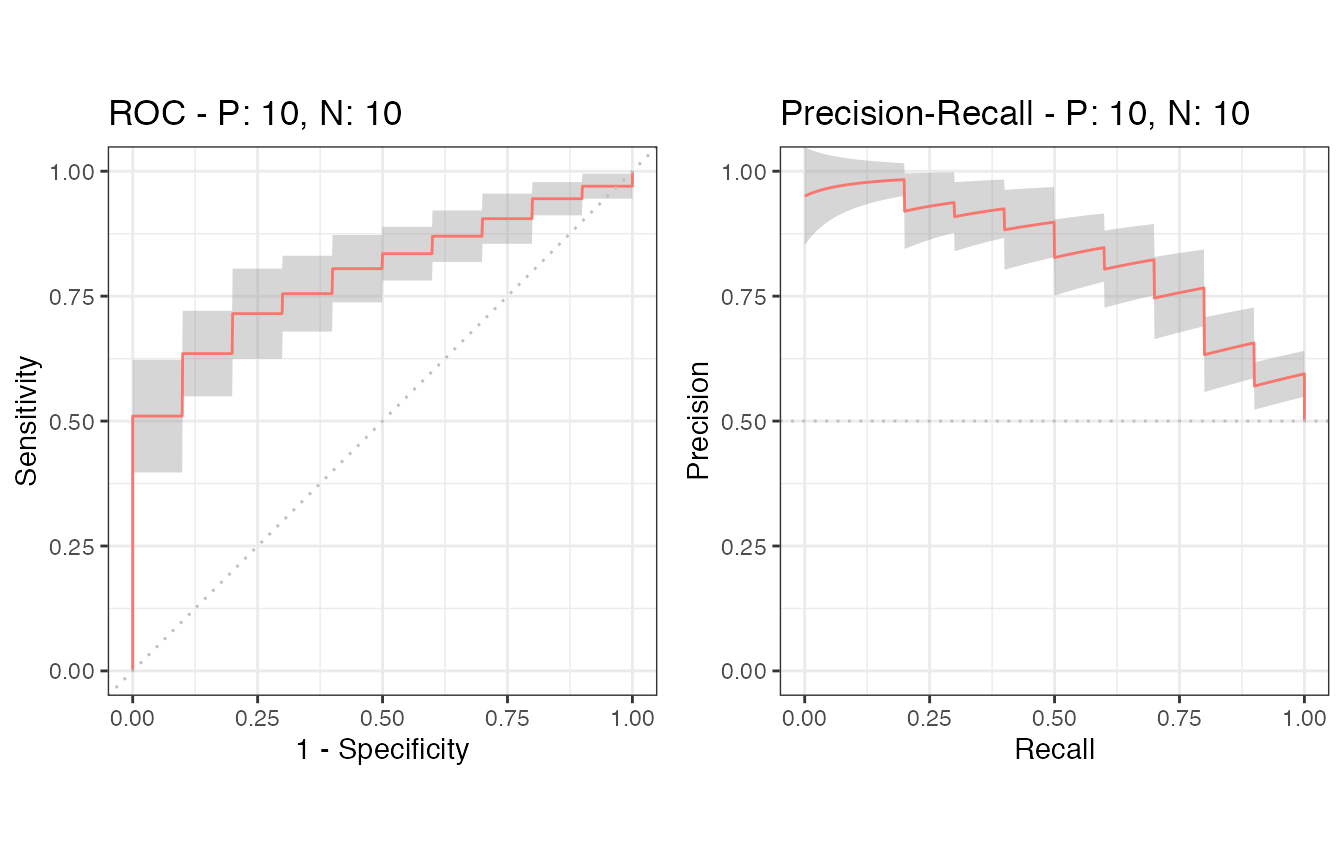 ROC - P: 10, N: 10
1.00
0.75
0.50
0.25
0.00
Sensitivity
0.00 0.25 0.50 0.75 1.00
1 - Specificity
Precision-Recall - P: 10, N: 10
1.00
0.75
0.50
0.25
0.00
Precision
0.00 0.25 0.50 0.75 1.00
Recall